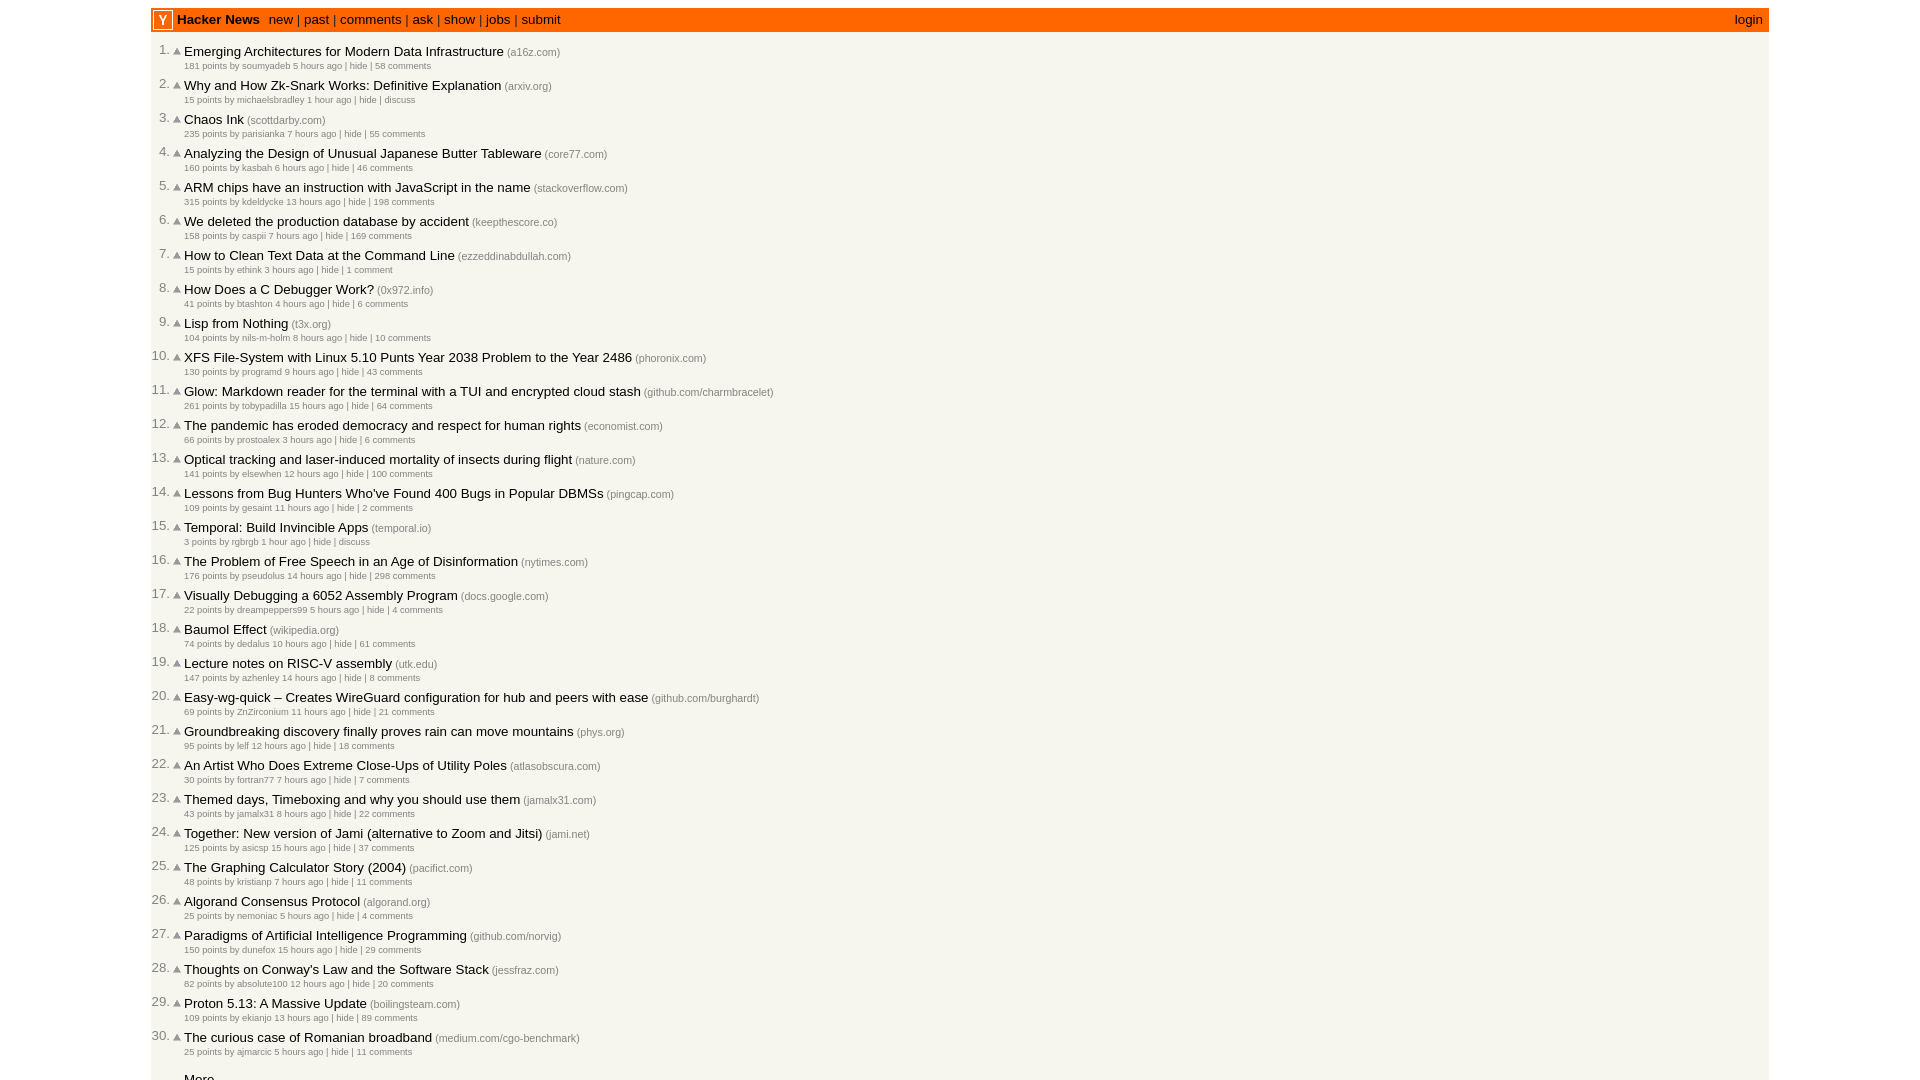 Y Hacker News new | past | comments | ask | show | jobs | submit login
1. Emerging Architectures for Modern Data Infrastructure (a16z.com)
181 points by soumyadeb 5 hours ago | hide | 58 comments
2. Why and How Zk-Snark Works: Definitive Explanation (arxiv.org)
15 points by michaelsbradley 1 hour ago | hide | discuss
3. Chaos Ink (scottdarby.com)
235 points by parisianka 7 hours ago | hide | 55 comments
4. Analyzing the Design of Unusual Japanese Butter Tableware (core77.com)
160 points by kasbah 6 hours ago | hide | 46 comments
5. ARM chips have an instruction with JavaScript in the name (stackoverflow.com)
315 points by kdeldycke 13 hours ago | hide | 198 comments
6. We deleted the production database by accident (keepthescore.co)
158 points by caspii 7 hours ago | hide | 169 comments
7. How to Clean Text Data at the Command Line (ezzeddinabdullah.com)
15 points by ethink 3 hours ago | hide | 1 comment
8. How Does a C Debugger Work? (0x972.info)
41 points by btashton 4 hours ago | hide | 6 comments
9. Lisp from Nothing (t3x.org)
104 points by nils-m-holm 8 hours ago | hide | 10 comments
10. XFS File-System with Linux 5.10 Punts Year 2038 Problem to the Year 2486 (phoronix.com)
130 points by programd 9 hours ago | hide | 43 comments
11. Glow: Markdown reader for the terminal with a TUI and encrypted cloud stash (github.com/charmbracelet)
261 points by tobypadilla 15 hours ago | hide | 64 comments
12. The pandemic has eroded democracy and respect for human rights (economist.com)
66 points by prostoalex 3 hours ago | hide | 6 comments
13. Optical tracking and laser-induced mortality of insects during flight (nature.com)
141 points by elsewhen 12 hours ago | hide | 100 comments
14. Lessons from Bug Hunters Who've Found 400 Bugs in Popular DBMSs (pingcap.com)
109 points by gesaint 11 hours ago | hide | 2 comments
15. Temporal: Build Invincible Apps (temporal.io)
3 points by rgbrgb 1 hour ago | hide | discuss
16. The Problem of Free Speech in an Age of Disinformation (nytimes.com)
176 points by pseudolus 14 hours ago | hide | 298 comments
17. Visually Debugging a 6052 Assembly Program (docs.google.com)
22 points by dreampeppers99 5 hours ago | hide | 4 comments
18. Baumol Effect (wikipedia.org)
74 points by dedalus 10 hours ago | hide | 61 comments
19. Lecture notes on RISC-V assembly (utk.edu)
147 points by azhenley 14 hours ago | hide | 8 comments
20. Easy-wg-quick – Creates WireGuard configuration for hub and peers with ease (github.com/burghardt)
69 points by ZnZirconium 11 hours ago | hide | 21 comments
21. Groundbreaking discovery finally proves rain can move mountains (phys.org)
95 points by lelf 12 hours ago | hide | 18 comments
22. An Artist Who Does Extreme Close-Ups of Utility Poles (atlasobscura.com)
30 points by fortran77 7 hours ago | hide | 7 comments
23. Themed days, Timeboxing and why you should use them (jamalx31.com)
43 points by jamalx31 8 hours ago | hide | 22 comments
24. Together: New version of Jami (alternative to Zoom and Jitsi) (jami.net)
125 points by asicsp 15 hours ago | hide | 37 comments
25. The Graphing Calculator Story (2004) (pacifict.com)
48 points by kristianp 7 hours ago | hide | 11 comments
26. Algorand Consensus Protocol (algorand.org)
25 points by nemoniac 5 hours ago | hide | 4 comments
27. Paradigms of Artificial Intelligence Programming (github.com/norvig)
150 points by dunefox 15 hours ago | hide | 29 comments
28. Thoughts on Conway's Law and the Software Stack (jessfraz.com)
82 points by absolute100 12 hours ago | hide | 20 comments
29. Proton 5.13: A Massive Update (boilingsteam.com)
109 points by ekianjo 13 hours ago | hide | 89 comments
30. The curious case of Romanian broadband (medium.com/cgo-benchmark)
25 points by ajmarcic 5 hours ago | hide | 11 comments
More